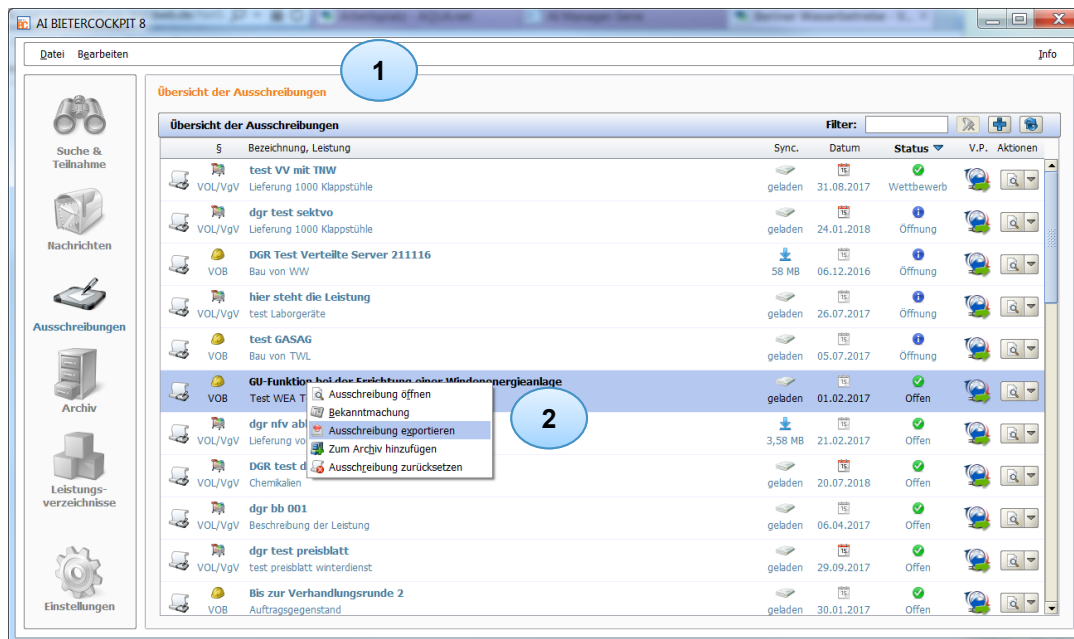 AI BIETERCOCKPIT 8
Datei Bearbeiten Info
1
Übersicht der Ausschreibungen
Übersicht der Ausschreibungen Filter:
§ Bezeichnung, Leistung Sync. Datum Status V.P. Aktionen
Suche &
Teilnahme
Nachrichten
Ausschreibungen
Archiv
Leistungs-
verzeichnisse
Einstellungen
test VV mit TNW
VOL/VgV Lieferung 1000 Klappstühle geladen 31.08.2017 Wettbewerb
dgr test sektvo
VOL/VgV Lieferung 1000 Klappstühle geladen 24.01.2018 Öffnung
DGR Test Verteilte Server 211116
VOB Bau von WW 58 MB 06.12.2016 Öffnung
hier steht die Leistung
VOL/VgV test Laborgeräte geladen 26.07.2017 Öffnung
test GASAG
VOB Bau von TWL geladen 05.07.2017 Öffnung
GU-Funktion bei der Errichtung einer Windenenergieanlage
VOB Test WEA geladen 01.02.2017 Offen
Ausschreibung öffnen
Bekanntmachung
Ausschreibung exportieren
Zum Archiv hinzufügen
Ausschreibung zurücksetzen
2
dgr nfv
VOL/VgV Lieferung 3,58 MB 21.02.2017 Offen
DGR test
VOL/VgV Chemikalien geladen 20.07.2018 Offen
dgr bb 001
VOL/VgV Beschreibung der Leistung geladen 06.04.2017 Offen
dgr test preisblatt
VOL/VgV test preisblatt winterdienst geladen 29.09.2017 Offen
Bis zur Verhandlungsrunde 2
VOB Auftragsgegenstand geladen 30.01.2017 Offen